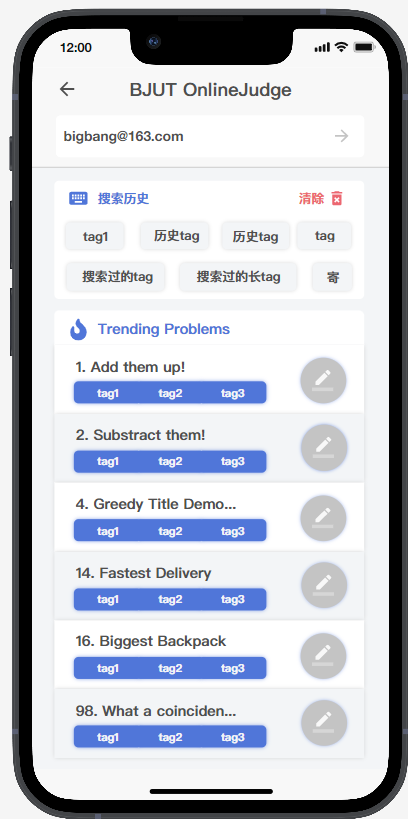 12:00
BJUT OnlineJudge
bigbang@163.com
搜索历史 清除
tag1 历史tag 历史tag tag
搜索过的tag 搜索过的长tag 寄
Trending Problems
1. Add them up!
tag1 tag2 tag3
2. Substract them!
tag1 tag2 tag3
4. Greedy Title Demo...
tag1 tag2 tag3
14. Fastest Delivery
tag1 tag2 tag3
16. Biggest Backpack
tag1 tag2 tag3
98. What a coinciden...
tag1 tag2 tag3